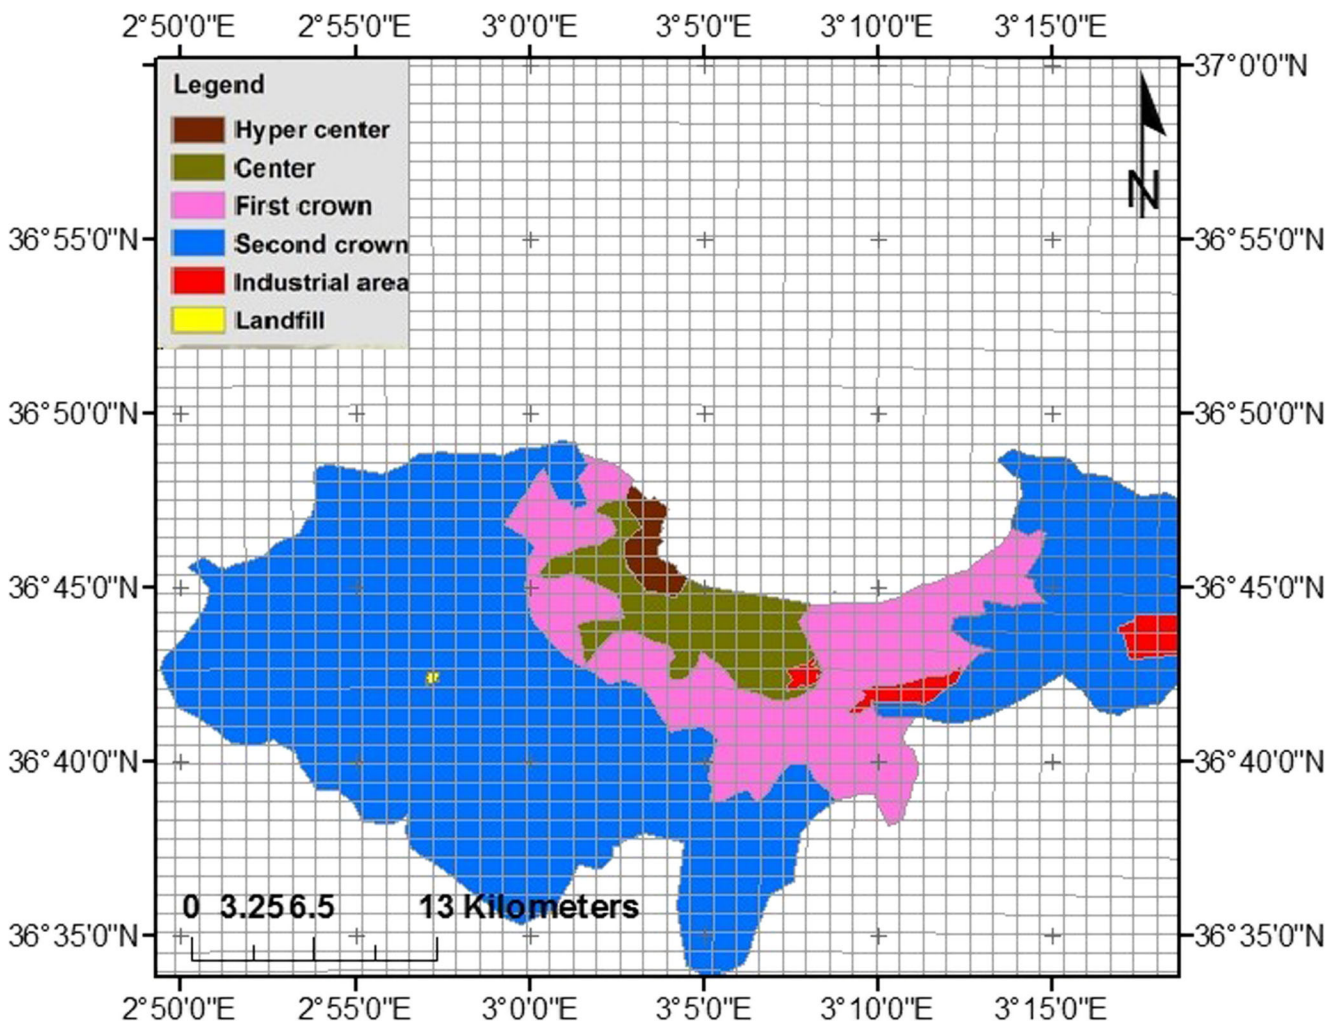 2°50'0"E 2°55'0"E 3°0'0"E 3°5'0"E 3°10'0"E 3°15'0"E
37°0'0"N
Legend
Hyper center
Center
First crown
Second crown
Industrial area
Landfill
N
36°55'0"N 36°55'0"N
36°50'0"N 36°50'0"N
36°45'0"N 36°45'0"N
36°40'0"N 36°40'0"N
0 3.25 6.5 13 Kilometers
36°35'0"N 36°35'0"N
2°50'0"E 2°55'0"E 3°0'0"E 3°5'0"E 3°10'0"E 3°15'0"E